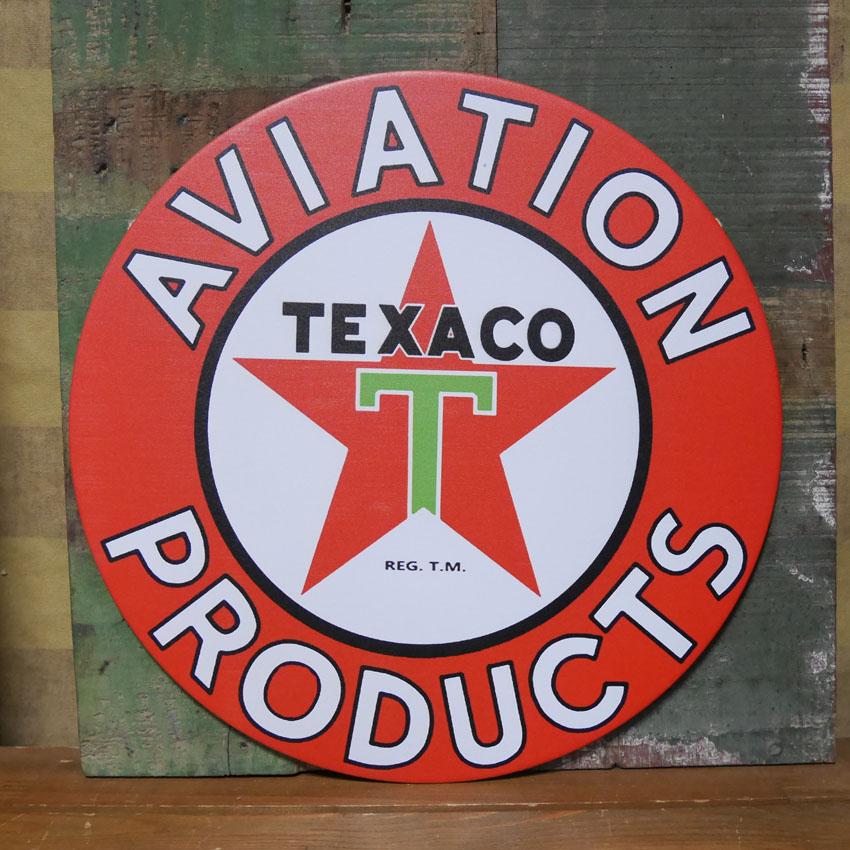 AVIATION
TEXACO
T
REG. T.M.
PRODUCTS